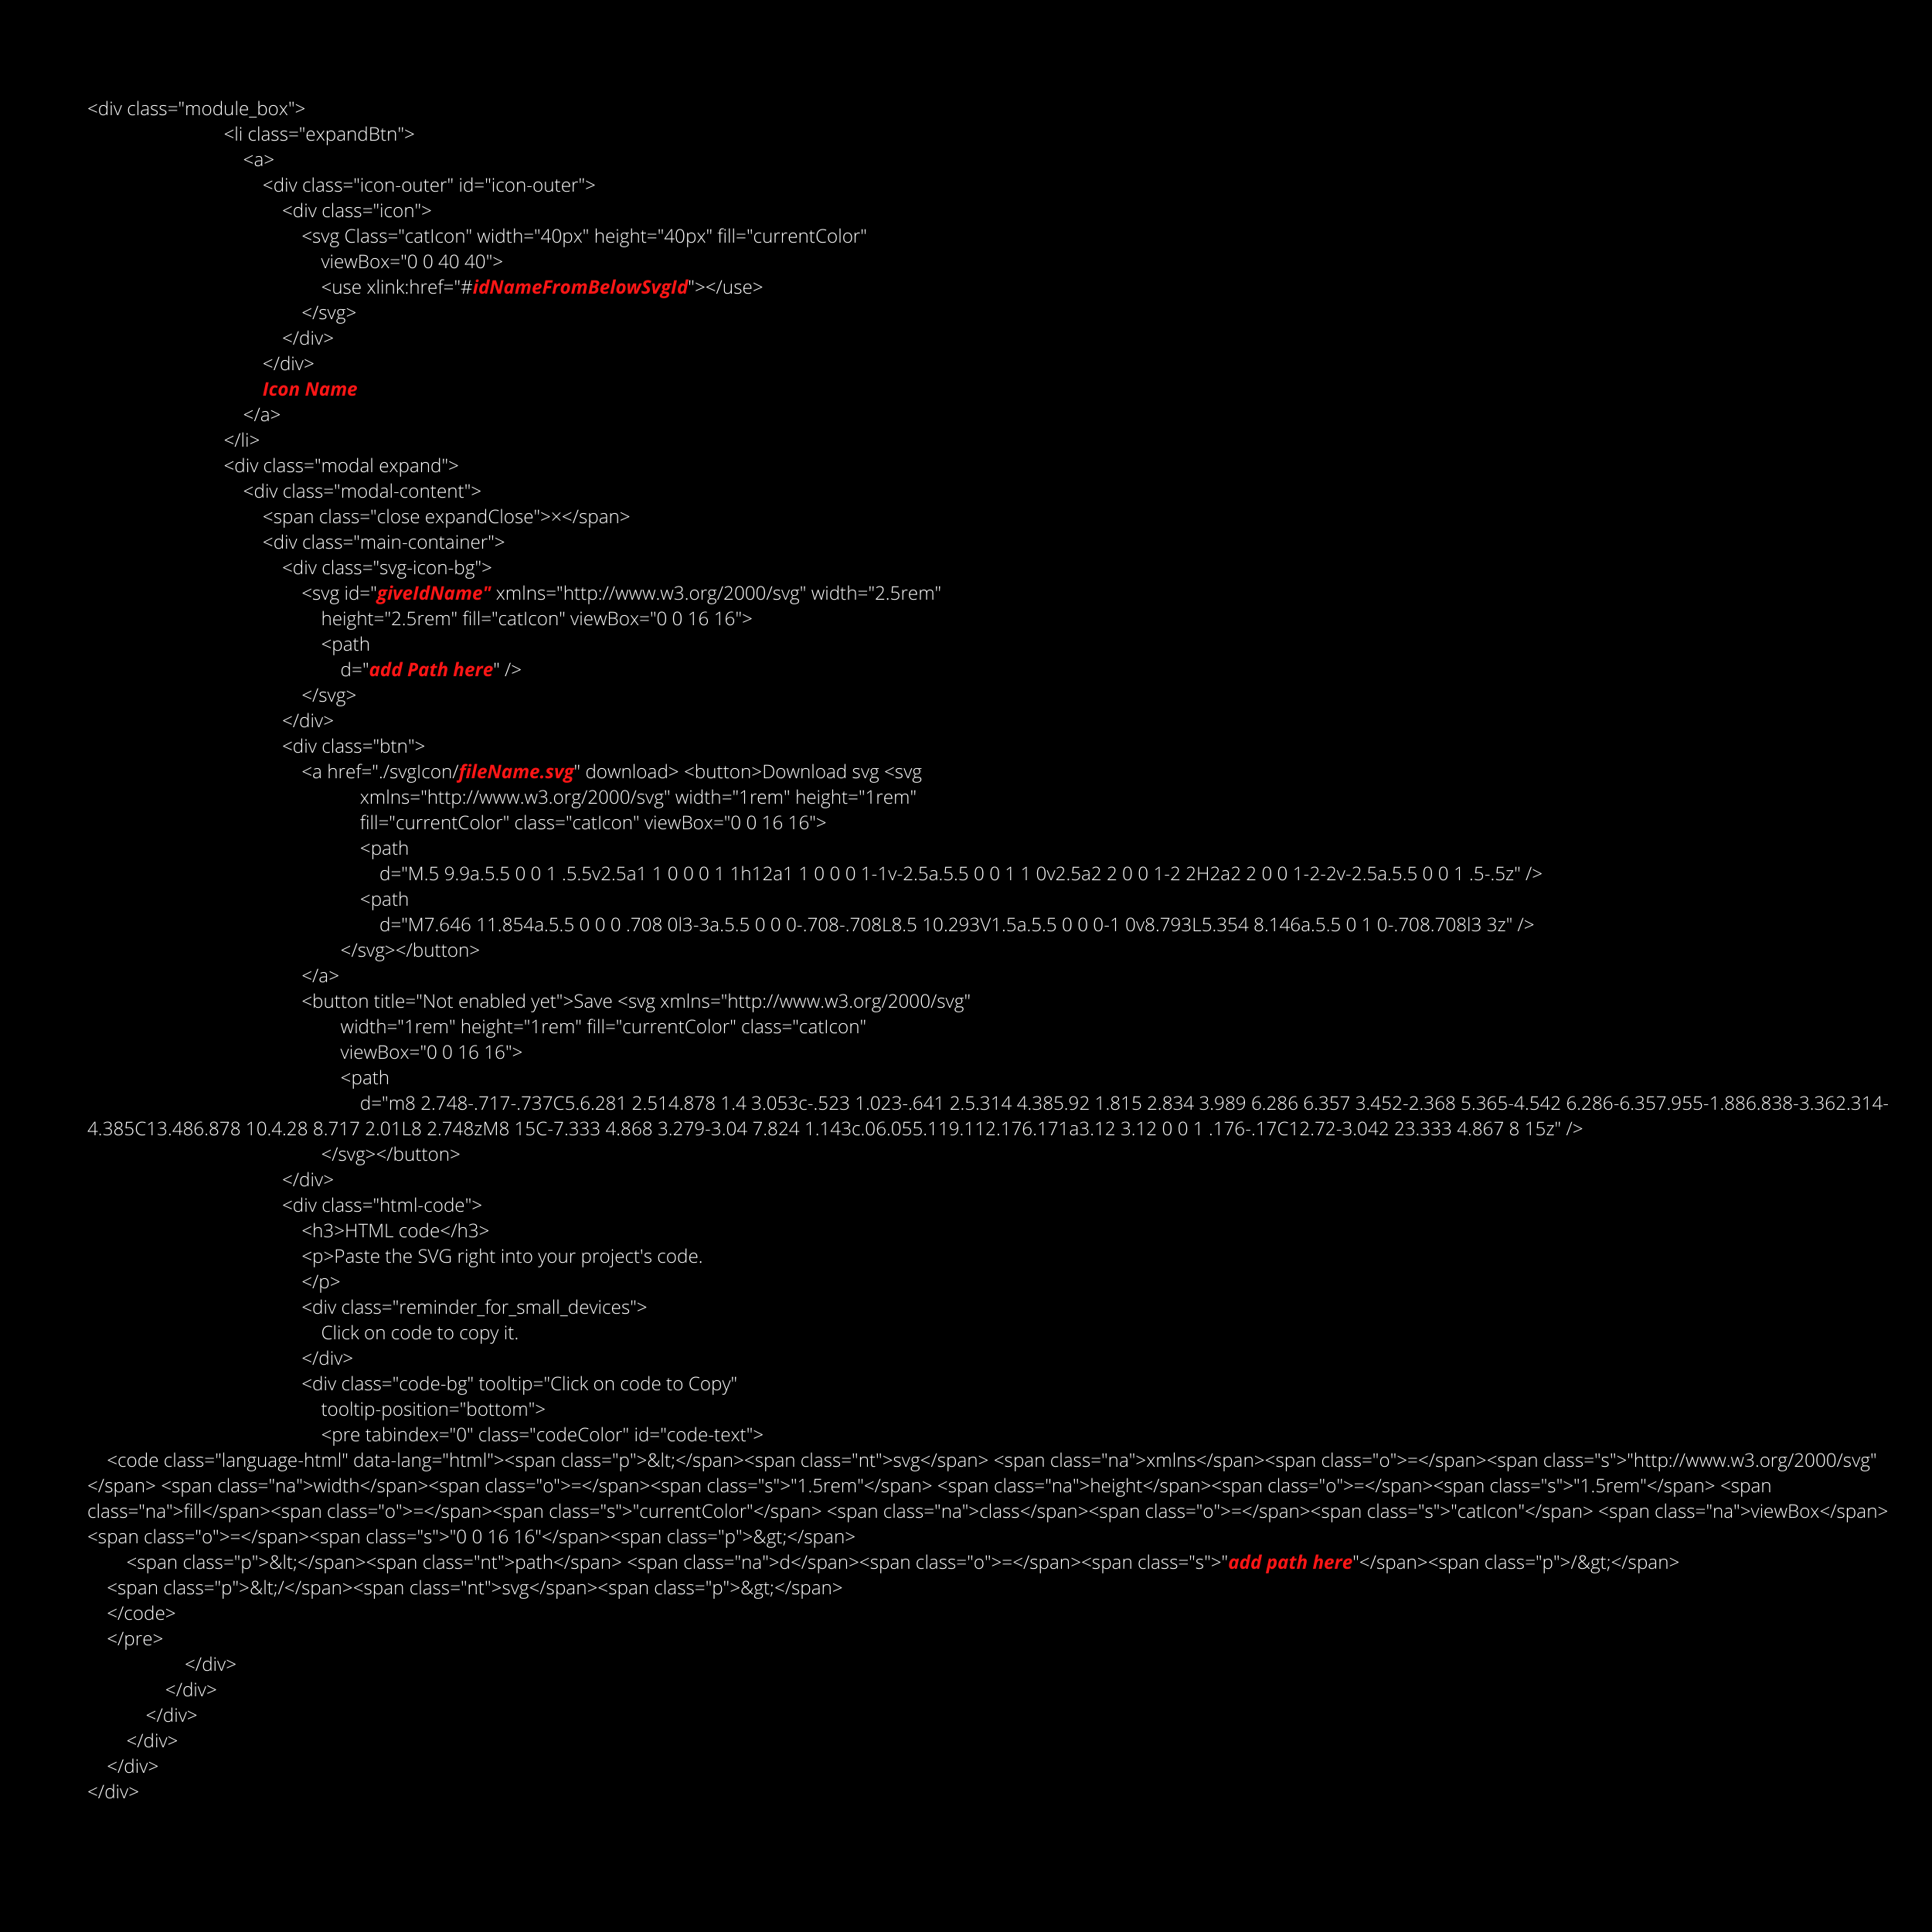 <div class="module_box">
<li class="expandBtn">
<a>
<div class="icon-outer" id="icon-outer">
<div class="icon">
<svg Class="catIcon" width="40px" height="40px" fill="currentColor"
viewBox="0 0 40 40">
<use xlink:href="#idNameFromBelowSvgId"></use>
</svg>
</div>
</div>
Icon Name
</a>
</li>
<div class="modal expand">
<div class="modal-content">
<span class="close expandClose">×</span>
<div class="main-container">
<div class="svg-icon-bg">
<svg id="giveIdName" xmlns="http://www.w3.org/2000/svg" width="2.5rem"
height="2.5rem" fill="catIcon" viewBox="0 0 16 16">
<path
d="add Path here" />
</svg>
</div>
<div class="btn">
<a href="./svgIcon/fileName.svg" download> <button>Download svg <svg
xmlns="http://www.w3.org/2000/svg" width="1rem" height="1rem"
fill="currentColor" class="catIcon" viewBox="0 0 16 16">
<path
d="M.5 9.9a.5.5 0 0 1 .5.5v2.5a1 1 0 0 0 1 1h12a1 1 0 0 0 1-1v-2.5a.5.5 0 0 1 1 0v2.5a2 2 0 0 1-2 2H2a2 2 0 0 1-2-2v-2.5a.5.5 0 0 1 .5-.5z" />
<path
d="M7.646 11.854a.5.5 0 0 0 .708 0l3-3a.5.5 0 0 0-.708-.708L8.5 10.293V1.5a.5.5 0 0 0-1 0v8.793L5.354 8.146a.5.5 0 1 0-.708.708l3 3z" />
</svg></button>
</a>
<button title="Not enabled yet">Save <svg xmlns="http://www.w3.org/2000/svg"
width="1rem" height="1rem" fill="currentColor" class="catIcon"
viewBox="0 0 16 16">
<path
d="m8 2.748-.717-.737C5.6.281 2.514.878 1.4 3.053c-.523 1.023-.641 2.5.314 4.385.92 1.815 2.834 3.989 6.286 6.357 3.452-2.368 5.365-4.542 6.286-6.357.955-1.886.838-3.362.314-
4.385C13.486.878 10.4.28 8.717 2.01L8 2.748zM8 15C-7.333 4.868 3.279-3.04 7.824 1.143c.06.055.119.112.176.171a3.12 3.12 0 0 1 .176-.17C12.72-3.042 23.333 4.867 8 15z" />
</svg></button>
</div>
<div class="html-code">
<h3>HTML code</h3>
<p>Paste the SVG right into your project's code.
</p>
<div class="reminder_for_small_devices">
Click on code to copy it.
</div>
<div class="code-bg" tooltip="Click on code to Copy"
tooltip-position="bottom">
<pre tabindex="0" class="codeColor" id="code-text">
<code class="language-html" data-lang="html"><span class="p">&lt;</span><span class="nt">svg</span> <span class="na">xmlns</span><span class="o">=</span><span class="s">"http://www.w3.org/2000/svg"
</span> <span class="na">width</span><span class="o">=</span><span class="s">"1.5rem"</span> <span class="na">height</span><span class="o">=</span><span class="s">"1.5rem"</span> <span
class="na">fill</span><span class="o">=</span><span class="s">"currentColor"</span> <span class="na">class</span><span class="o">=</span><span class="s">"catIcon"</span> <span class="na">viewBox</span>
<span class="o">=</span><span class="s">"0 0 16 16"</span><span class="p">&gt;</span>
<span class="p">&lt;</span><span class="nt">path</span> <span class="na">d</span><span class="o">=</span><span class="s">"add path here"</span><span class="p">/&gt;</span>
<span class="p">&lt;/</span><span class="nt">svg</span><span class="p">&gt;</span>
</code>
</pre>
</div>
</div>
</div>
</div>
</div>
</div>